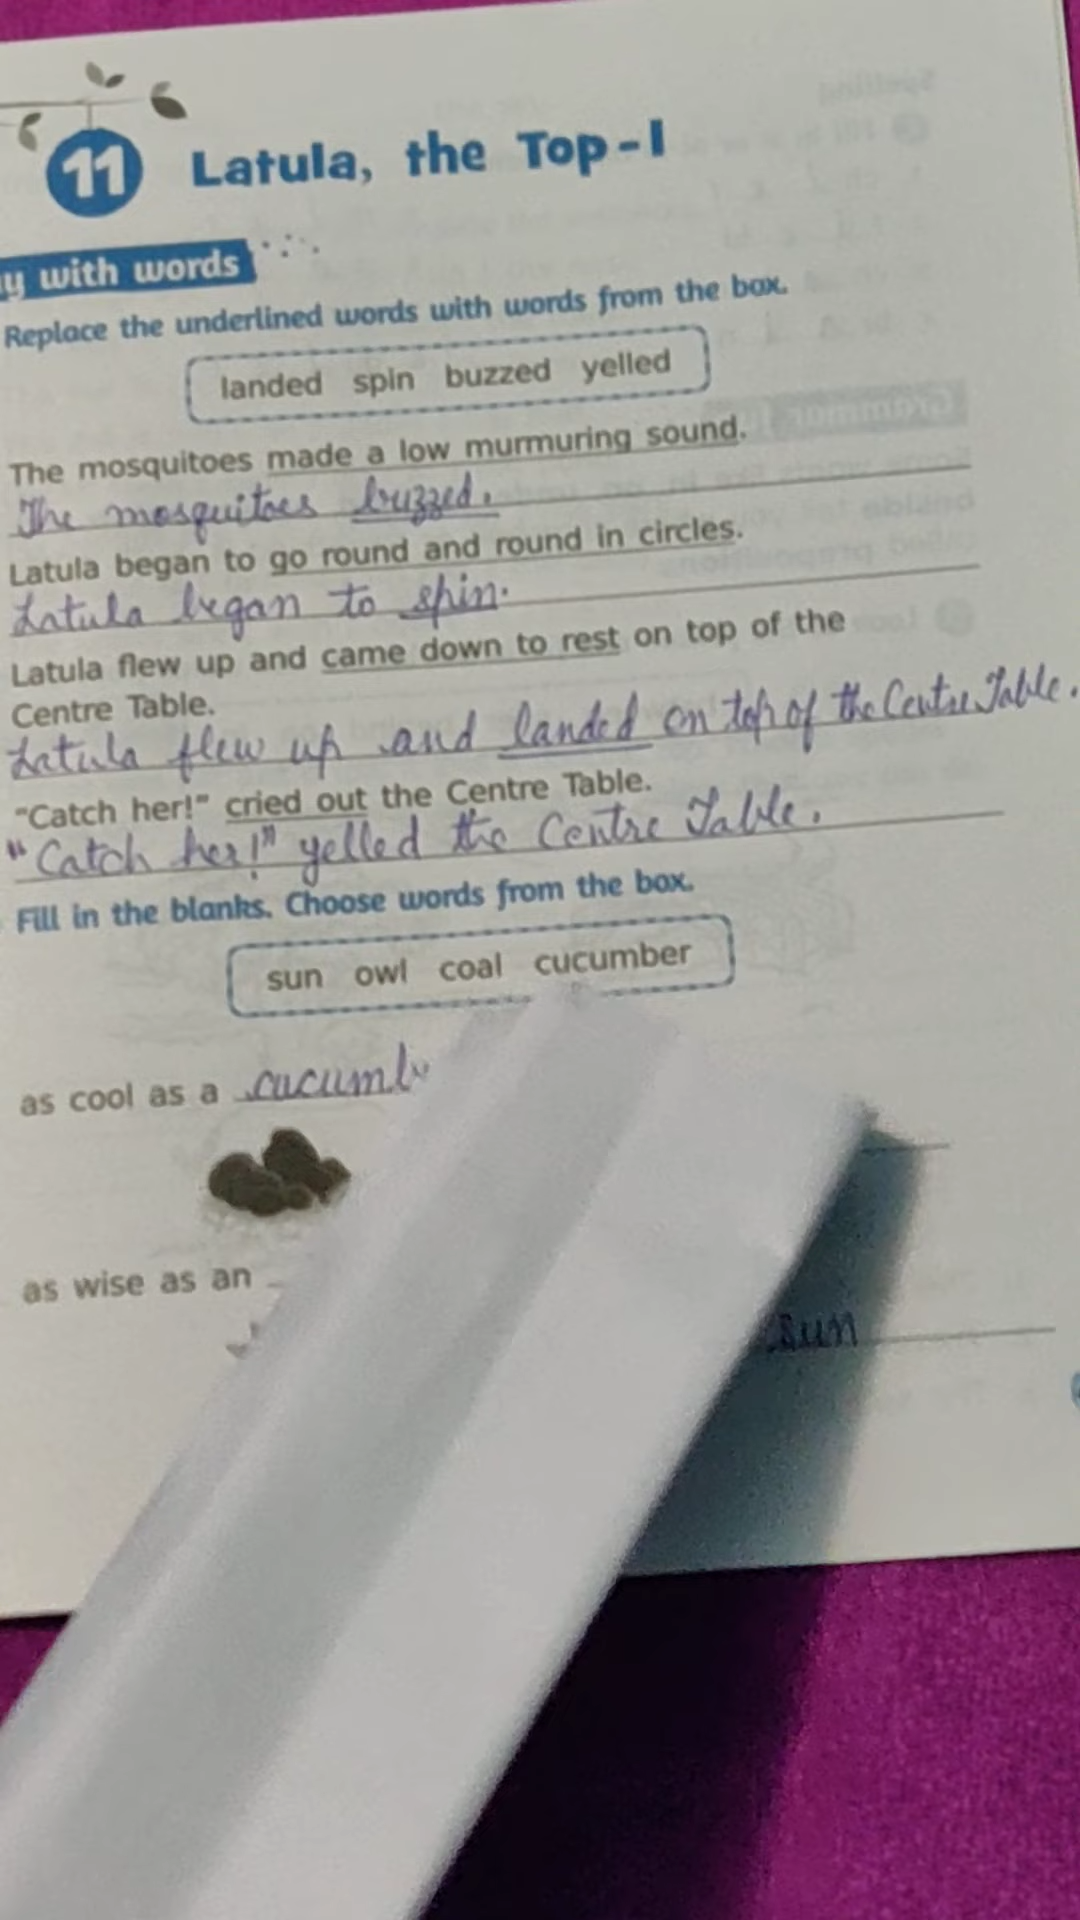 11 Latula, the Top-I
with words
Replace the underlined words with words from the box.
landed spin buzzed yelled
The mosquitoes made a low murmuring sound.
The mosquitoes buzzed.
Latula began to go round and round in circles.
Latula began to spin.
Latula flew up and came down to rest on top of the
Centre Table.
Latula flew up and landed on top of the Centre Table.
"Catch her!" cried out the Centre Table.
"Catch her!" yelled the Centre Table.
Fill in the blanks. Choose words from the box.
sun owl coal cucumber
as cool as a cucumb
as wise as an
sun